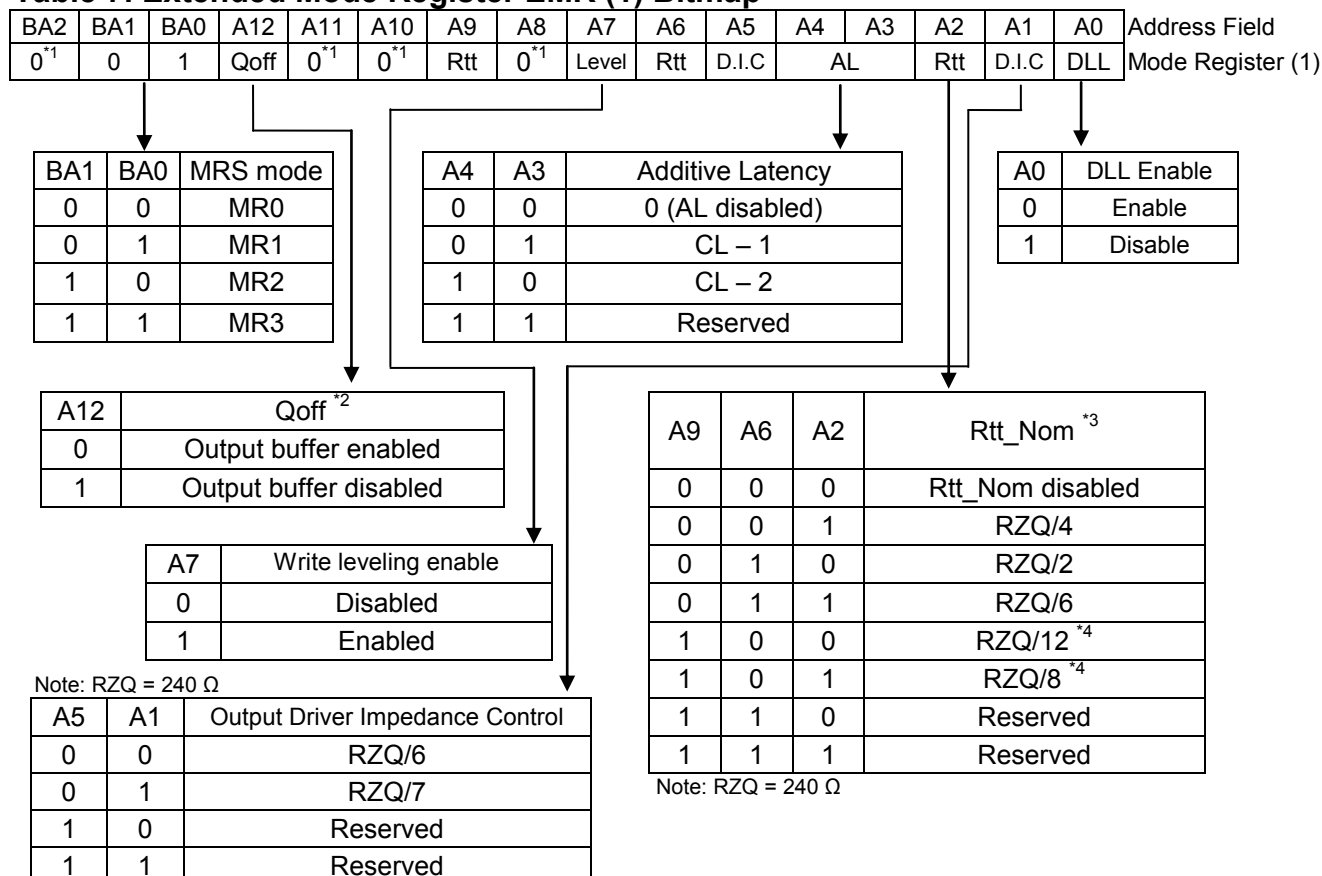 Table 7. Extended Mode Register EMR (1) Bitmap
BA2 BA1 BA0 A12 A11 A10 A9 A8 A7 A6 A5 A4 A3 A2 A1 A0 Address Field
0*1 0 1 Qoff 0*1 0*1 Rtt 0*1 Level Rtt D.I.C AL Rtt D.I.C DLL Mode Register (1)
BA1 BA0 MRS mode
0 0 MR0
0 1 MR1
1 0 MR2
1 1 MR3
A4 A3 Additive Latency
0 0 0 (AL disabled)
0 1 CL – 1
1 0 CL – 2
1 1 Reserved
A0 DLL Enable
0 Enable
1 Disable
A12 Qoff *2
0 Output buffer enabled
1 Output buffer disabled
A7 Write leveling enable
0 Disabled
1 Enabled
A9 A6 A2 Rtt_Nom *3
0 0 0 Rtt_Nom disabled
0 0 1 RZQ/4
0 1 0 RZQ/2
0 1 1 RZQ/6
1 0 0 RZQ/12 *4
1 0 1 RZQ/8 *4
1 1 0 Reserved
1 1 1 Reserved
Note: RZQ = 240 Ω
Note: RZQ = 240 Ω
A5 A1 Output Driver Impedance Control
0 0 RZQ/6
0 1 RZQ/7
1 0 Reserved
1 1 Reserved